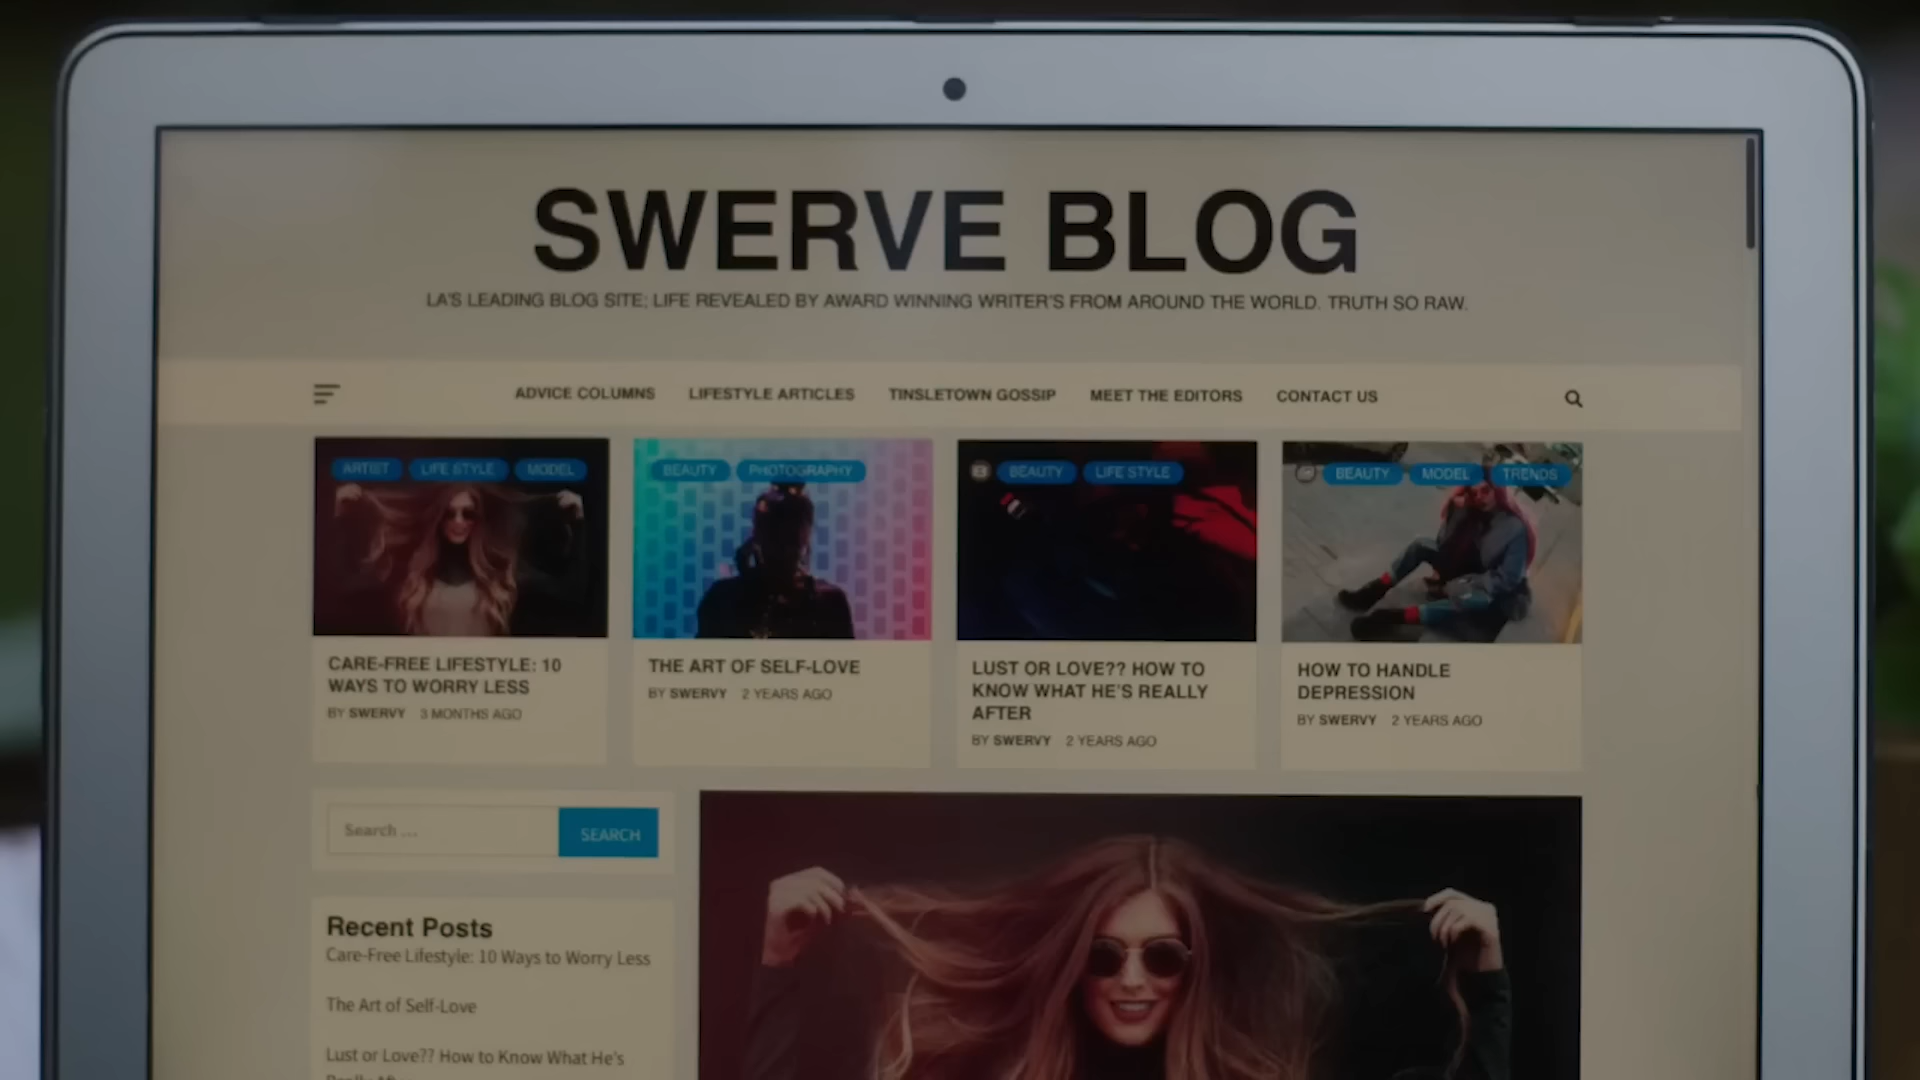 SWERVE BLOG
LA'S LEADING BLOG SITE; LIFE REVEALED BY AWARD WINNING WRITER'S FROM AROUND THE WORLD. TRUTH SO RAW.
ADVICE COLUMNS LIFESTYLE ARTICLES TINSLETOWN GOSSIP MEET THE EDITORS CONTACT US
ARTIST LIFE STYLE MODEL
CARE-FREE LIFESTYLE: 10
WAYS TO WORRY LESS
BY SWERVY 3 MONTHS AGO
BEAUTY PHOTOGRAPHY
THE ART OF SELF-LOVE
BY SWERVY 2 YEARS AGO
BEAUTY LIFE STYLE
LUST OR LOVE?? HOW TO
KNOW WHAT HE'S REALLY
AFTER
BY SWERVY 2 YEARS AGO
BEAUTY MODEL TRENDS
HOW TO HANDLE
DEPRESSION
BY SWERVY 2 YEARS AGO
Search ... SEARCH
Recent Posts
Care-Free Lifestyle: 10 Ways to Worry Less
The Art of Self-Love
Lust or Love?? How to Know What He's